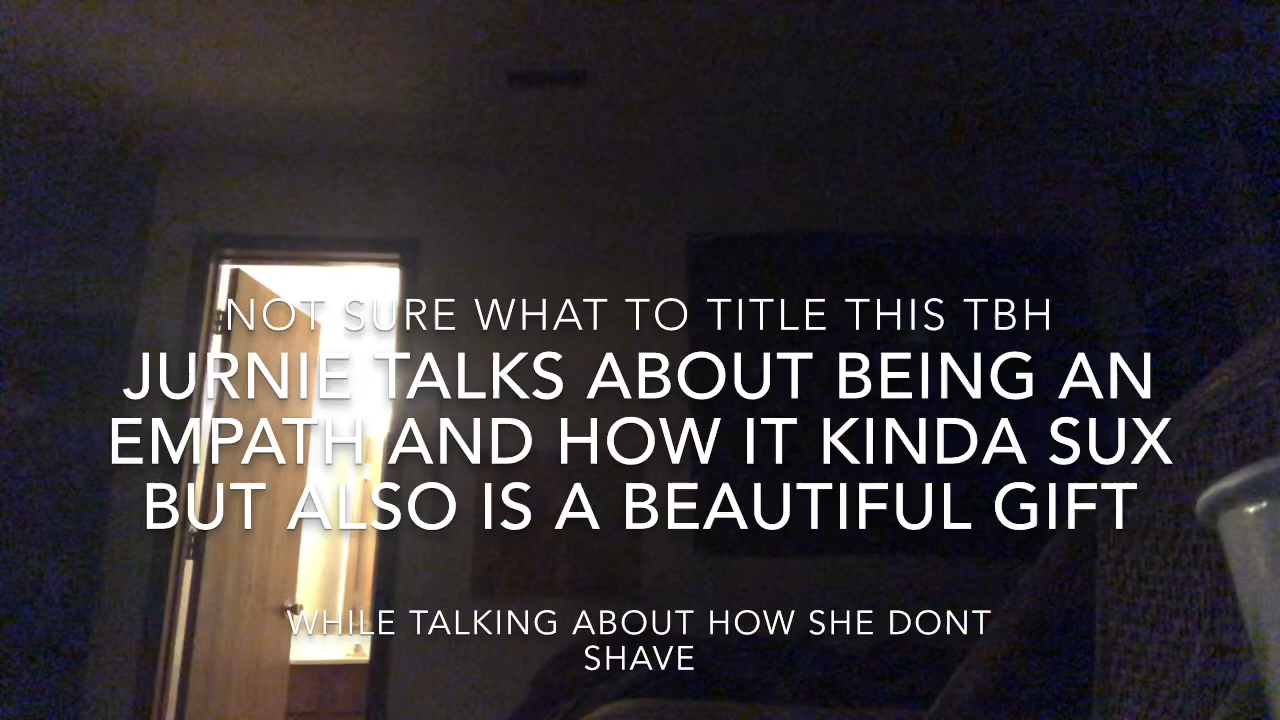 NOT SURE WHAT TO TITLE THIS TBH
JURNIE TALKS ABOUT BEING AN
EMPATH AND HOW IT KINDA SUX
BUT ALSO IS A BEAUTIFUL GIFT
WHILE TALKING ABOUT HOW SHE DONT
SHAVE